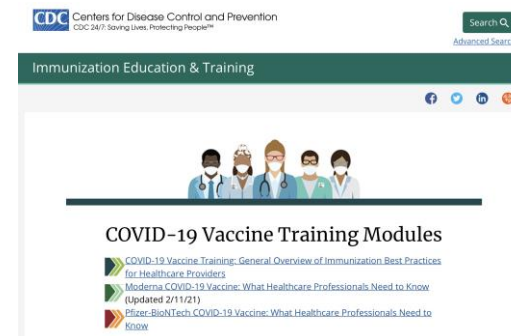 CDC Centers for Disease Control and Prevention
CDC 24/7: Saving Lives, Protecting People™
Search
Advanced Searc
Immunization Education & Training
COVID-19 Vaccine Training Modules
COVID-19 Vaccine Training: General Overview of Immunization Best Practices
for Healthcare Providers
Moderna COVID-19 Vaccine: What Healthcare Professionals Need to Know
(Updated 2/11/21)
Pfizer-BioNTech COVID-19 Vaccine: What Healthcare Professionals Need to
Know